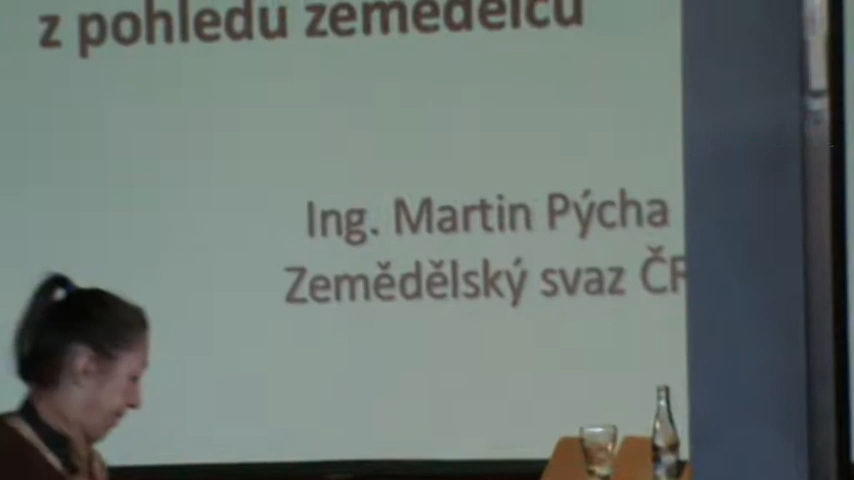 z pohledu zemědělců
Ing. Martin Pýcha
Zemědělský svaz ČR